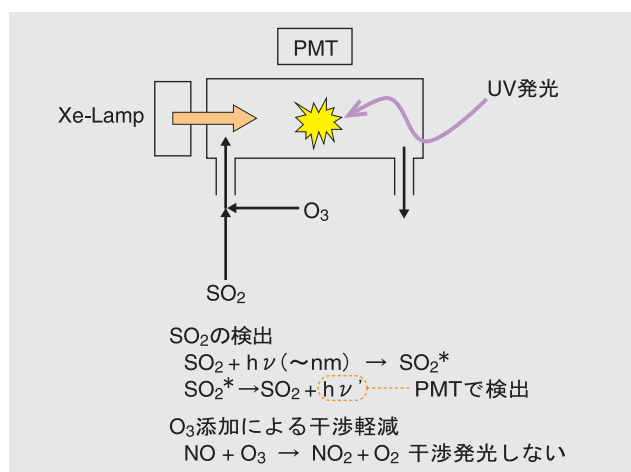 PMT
UV発光
Xe-Lamp
O₃
SO₂
SO₂の検出
SO₂ + hν(~nm) → SO₂*
SO₂*→SO₂ + hν' PMTで検出
O₃添加による干渉軽減
NO + O₃ → NO₂ + O₂ 干渉発光しない